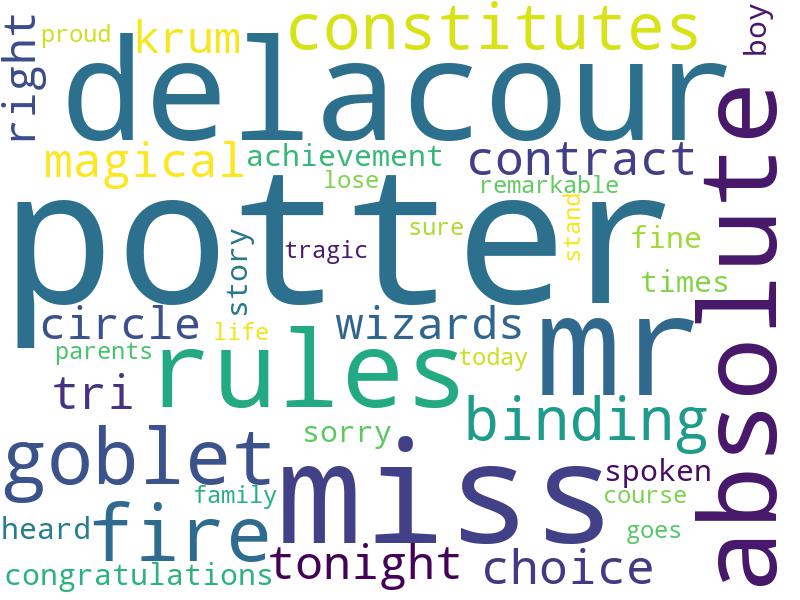 proud
krum
constitutes
boy
right
delacour
magical
achievement
contract
lose
remarkable
absolute
potter
stand
sure
tragic
story
fine
times
circle
wizards
mr
life
parents
rules
today
tri
binding
sorry
goblet
miss
spoken
family
course
heard
fire
goes
tonight
choice
congratulations